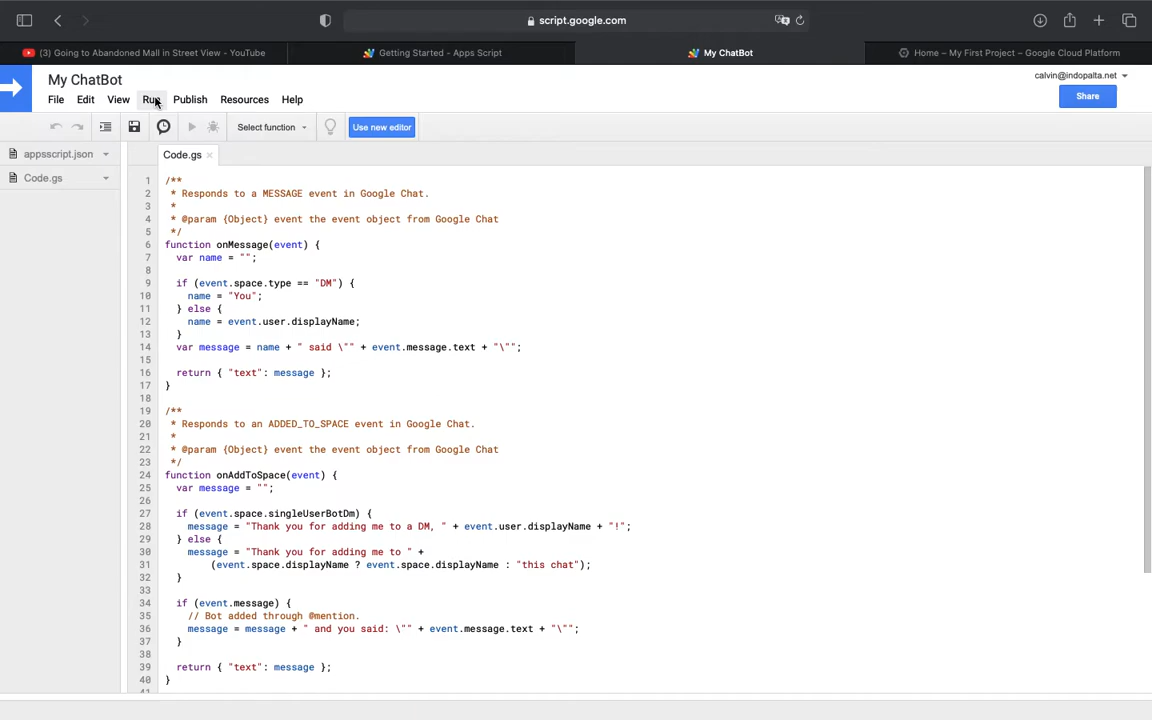 script.google.com
(3) Going to Abandoned Mall in Street View - YouTube
Getting Started - Apps Script
My ChatBot
Home – My First Project – Google Cloud Platform
My ChatBot
calvin@indopalta.net
File Edit View Run Publish Resources Help
Share
Select function
Use new editor
appsscript.json
Code.gs
Code.gs
1 /**
2 * Responds to a MESSAGE event in Google Chat.
3 *
4 * @param {Object} event the event object from Google Chat
5 */
6 function onMessage(event) {
7 var name = "";
8
9 if (event.space.type == "DM") {
10 name = "You";
11 } else {
12 name = event.user.displayName;
13 }
14 var message = name + " said \"" + event.message.text + "\"";
15
16 return { "text": message };
17 }
18
19 /**
20 * Responds to an ADDED_TO_SPACE event in Google Chat.
21 *
22 * @param {Object} event the event object from Google Chat
23 */
24 function onAddToSpace(event) {
25 var message = "";
26
27 if (event.space.singleUserBotDm) {
28 message = "Thank you for adding me to a DM, " + event.user.displayName + "!";
29 } else {
30 message = "Thank you for adding me to " +
31 (event.space.displayName ? event.space.displayName : "this chat");
32 }
33
34 if (event.message) {
35 // Bot added through @mention.
36 message = message + " and you said: \"" + event.message.text + "\"";
37 }
38
39 return { "text": message };
40 }
41